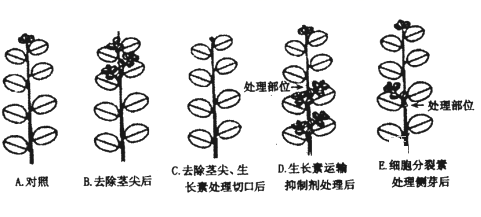 处理部位
处理部位
A.对照
B.去除茎尖后
C.去除茎尖、生
长素处理切口后
D.生长素运输
抑制剂处理后
E.细胞分裂素
处理侧芽后